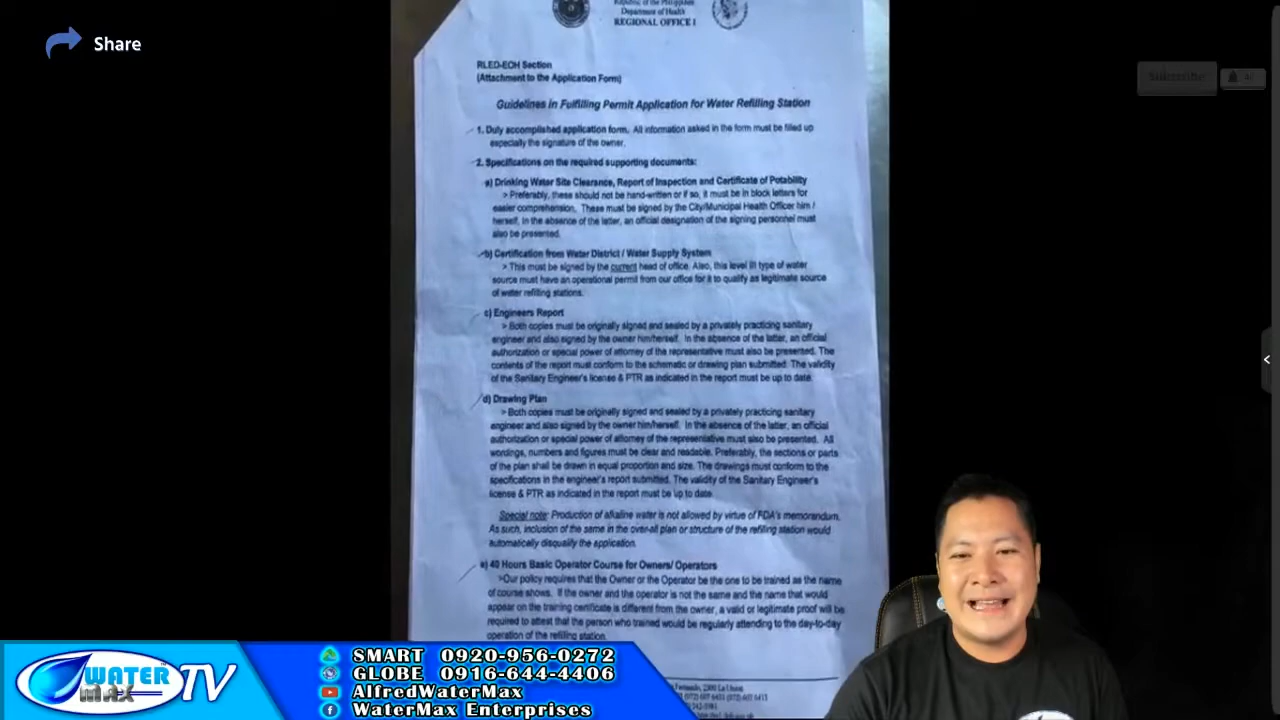 Share
Republic of the Philippines
Department of Health
REGIONAL OFICE I
Subscribe
All
RLED-EOH Section
(Attachment to the Application Form)
Guidelines in Fulfilling Permit Application for Water Refilling Station
1. Duly accomplished application form. All information asked in the form must be filled up
especially the signature of the owner.
2. Specifications on the required supporting documents:
a) Drinking Water Site Clearance, Report of Inspection and Certificate of Potability
> Preferably, these should not be hand-written or if so, it must be in block letters for
easier comprehension. These must be signed by the City/Municipal Health Officer him /
herself. In the absence of the latter, an official designation of the signing personnel must
also be presented.
b) Certification from Water District / Water Supply System
> This must be signed by the current head of office. Also, this level III type of water
source must have an operational permit from our office for it to qualify as legitimate source
of water refilling stations.
c) Engineers Report
> Both copies must be originally signed and sealed by a privately practicing sanitary
engineer and also signed by the owner him/herself. In the absence of the latter, an official
authorization or special power of attorney of the representative must also be presented. The
contents of the report must conform to the schematic or drawing plan submitted. The validity
of the Sanitary Engineer's license & PTR as indicated in the report must be up to date.
d) Drawing Plan
> Both copies must be originally signed and sealed by a privately practicing sanitary
engineer and also signed by the owner him/herself. In the absence of the latter, an official
authorization or special power of attorney of the representative must also be presented. All
wordings, numbers and figures must be clear and readable. Preferably, the sections or parts
of the plan shall be drawn in equal proportion and size. The drawings must conform to the
specifications in the engineer's report submitted. The validity of the Sanitary Engineer's
license & PTR as indicated in the report must be up to date.
Special note: Production of alkaline water is not allowed by virtue of FDA's memorandum.
As such, inclusion of the same in the over-all plan or structure of the refilling station would
automatically disqualify the application.
e) 40 Hours Basic Operator Course for Owners/ Operators
>Our policy requires that the Owner or the Operator be the one to be trained as the name
of course shows. If the owner and the operator is not the same and the name that would
appear on the training certificate is different from the owner, a valid or legitimate proof will be
required to attest that the person who trained would be regularly attending to the day-to-day
operation of the refilling station.
WATER MAX TV
SMART 0920-956-0272
GLOBE 0916-644-4406
AlfredWaterMax
WaterMax Enterprises